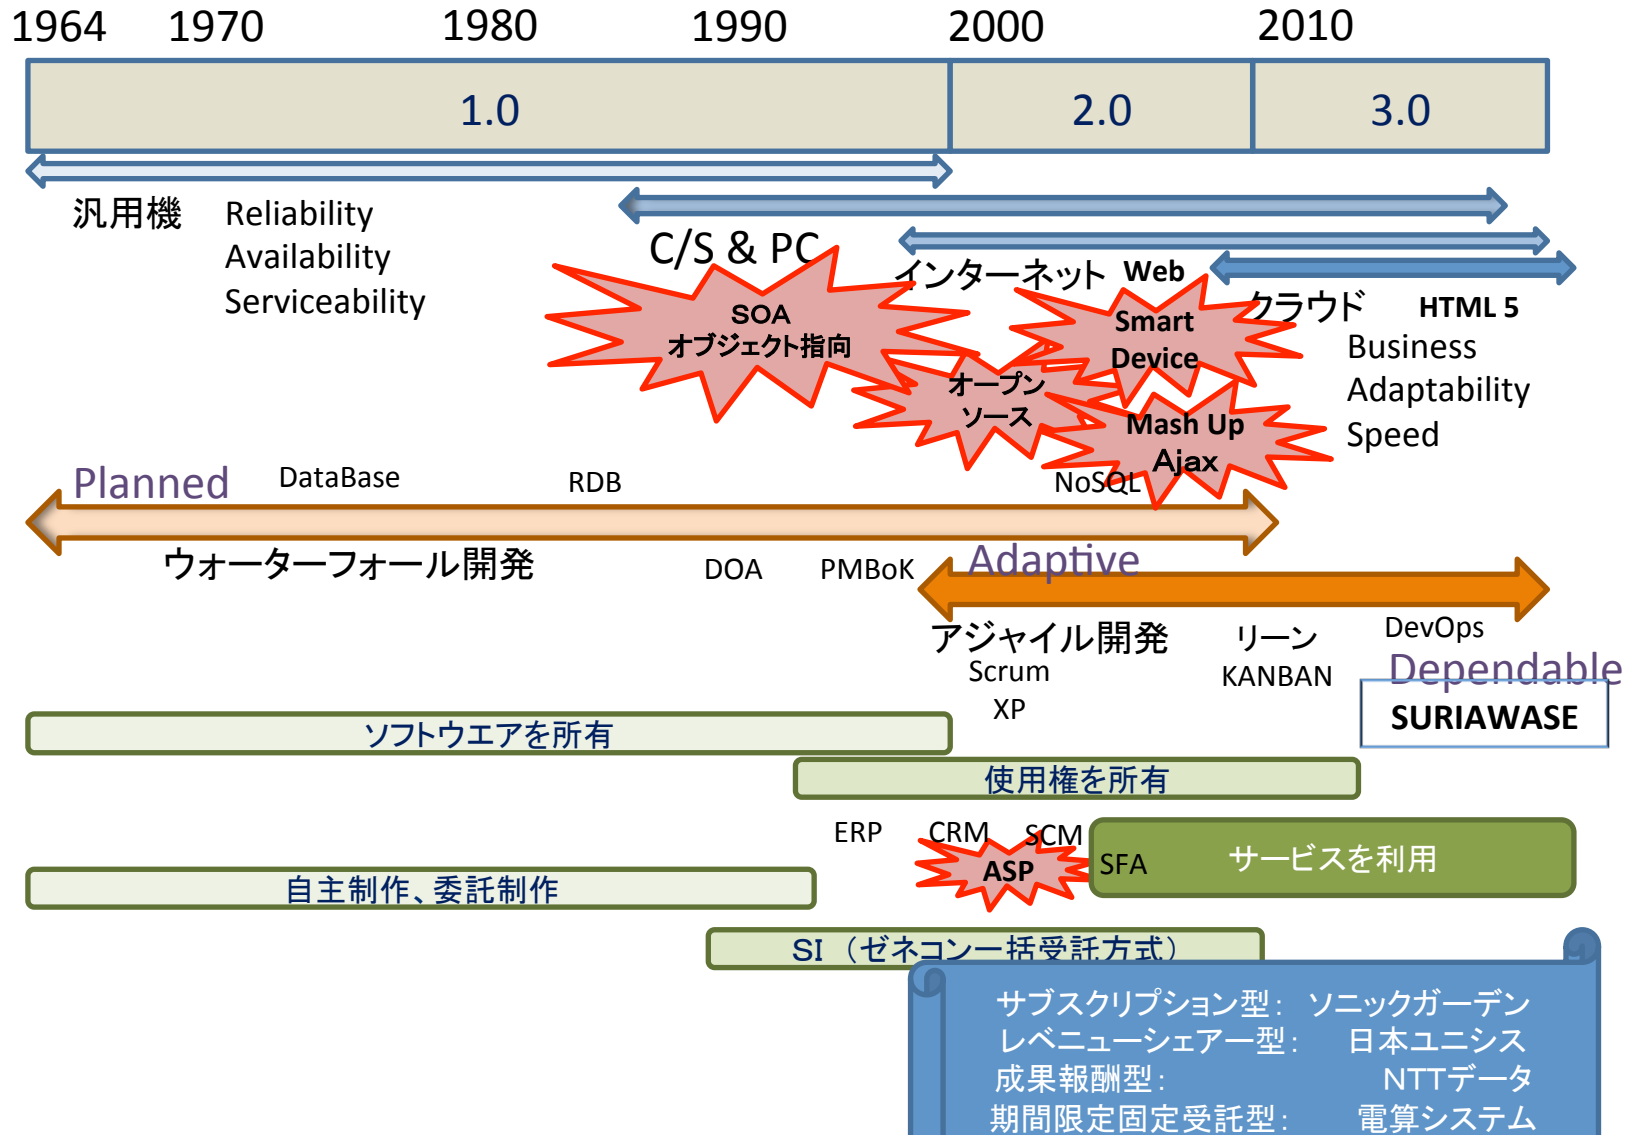 1964 1970 1980 1990 2000 2010
1.0 2.0 3.0
汎用機 Reliability
Availability
Serviceability
C/S & PC
インターネット Web
クラウド HTML 5
SOA
オブジェクト指向
Smart
Device
オープン
ソース
Mash Up
Ajax
Business
Adaptability
Speed
Planned DataBase RDB NoSQL
ウォーターフォール開発 DOA PMBoK
Adaptive
アジャイル開発 リーン DevOps
Scrum KANBAN Dependable
XP
SURIAWASE
ソフトウエアを所有
使用権を所有
ERP CRM SCM
ASP SFA サービスを利用
自主制作、委託制作
SI （ゼネコン一括受託方式）
サブスクリプション型： ソニックガーデン
レベニューシェアー型： 日本ユニシス
成果報酬型： NTTデータ
期間限定固定受託型： 電算システム